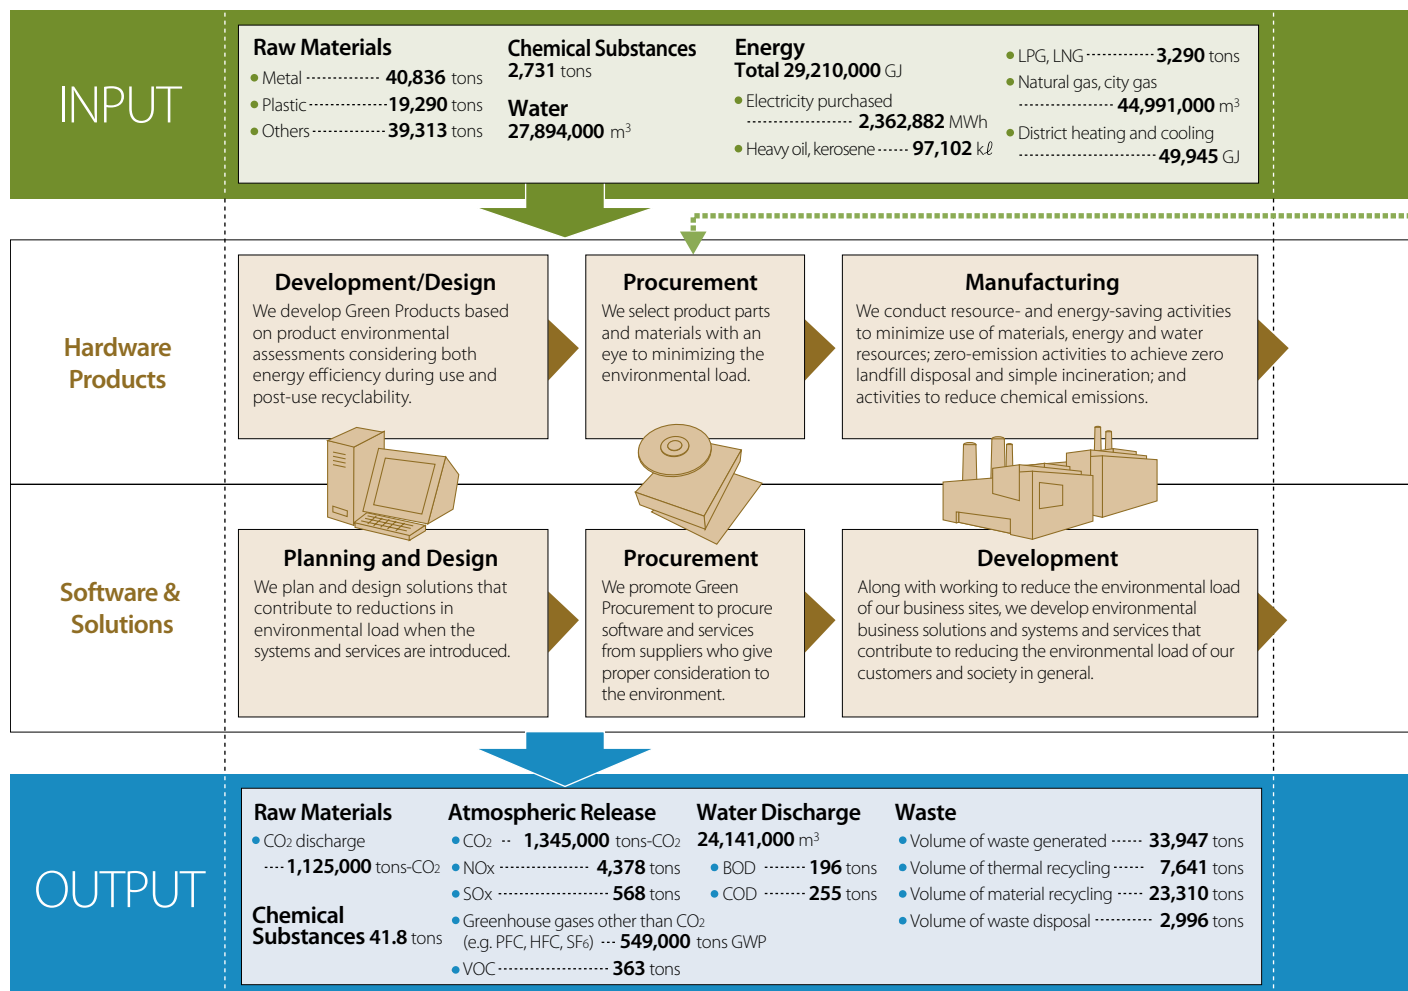 INPUT
Raw Materials
• Metal ············· 40,836 tons
• Plastic ·············· 19,290 tons
• Others ············· 39,313 tons
Chemical Substances
2,731 tons
Water
27,894,000 m³
Energy
Total 29,210,000 GJ
• Electricity purchased
··················· 2,362,882 MWh
• Heavy oil, kerosene ······ 97,102 kℓ
• LPG, LNG ············ 3,290 tons
• Natural gas, city gas
················· 44,991,000 m³
• District heating and cooling
························ 49,945 GJ
Hardware
Products
Development/Design
We develop Green Products based
on product environmental
assessments considering both
energy efficiency during use and
post-use recyclability.
Procurement
We select product parts
and materials with an
eye to minimizing the
environmental load.
Manufacturing
We conduct resource- and energy-saving activities
to minimize use of materials, energy and water
resources; zero-emission activities to achieve zero
landfill disposal and simple incineration; and
activities to reduce chemical emissions.
Software &
Solutions
Planning and Design
We plan and design solutions that
contribute to reductions in
environmental load when the
systems and services are introduced.
Procurement
We promote Green
Procurement to procure
software and services
from suppliers who give
proper consideration to
the environment.
Development
Along with working to reduce the environmental load
of our business sites, we develop environmental
business solutions and systems and services that
contribute to reducing the environmental load of our
customers and society in general.
OUTPUT
Raw Materials
• CO₂ discharge
···· 1,125,000 tons-CO₂
Chemical
Substances 41.8 tons
Atmospheric Release
• CO₂ ·· 1,345,000 tons-CO₂
• NOx ················· 4,378 tons
• SOx ···················· 568 tons
• Greenhouse gases other than CO₂
(e.g. PFC, HFC, SF₆) ··· 549,000 tons GWP
• VOC ···················· 363 tons
Water Discharge
24,141,000 m³
• BOD ········· 196 tons
• COD ········ 255 tons
Waste
• Volume of waste generated ······ 33,947 tons
• Volume of thermal recycling ······· 7,641 tons
• Volume of material recycling ····· 23,310 tons
• Volume of waste disposal ··········· 2,996 tons